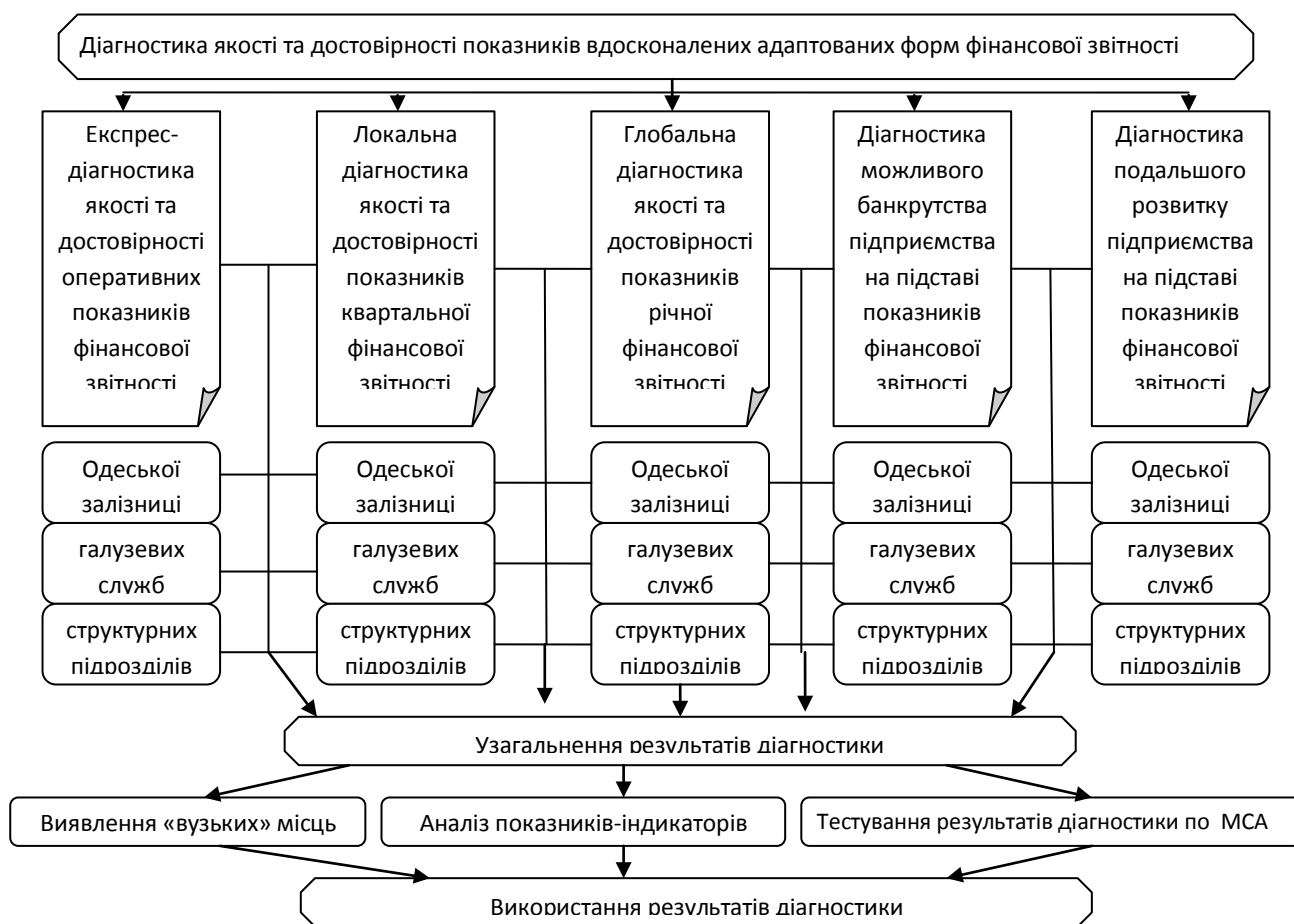 Діагностика якості та достовірності показників вдосконалених адаптованих форм фінансової звітності
Експрес-
діагностика
якості та
достовірності
оперативних
показників
фінансової
звітності
Локальна
діагностика
якості та
достовірності
показників
квартальної
фінансової
звітності
Глобальна
діагностика
якості та
достовірності
показників
річної
фінансової
звітності
Діагностика
можливого
банкрутства
підприємства
на підставі
показників
фінансової
звітності
Діагностика
подальшого
розвитку
підприємства
на підставі
показників
фінансової
звітності
Одеської
залізниці
Одеської
залізниці
Одеської
залізниці
Одеської
залізниці
Одеської
залізниці
галузевих
служб
галузевих
служб
галузевих
служб
галузевих
служб
галузевих
служб
структурних
підрозділів
структурних
підрозділів
структурних
підрозділів
структурних
підрозділів
структурних
підрозділів
Узагальнення результатів діагностики
Виявлення «вузьких» місць
Аналіз показників-індикаторів
Тестування результатів діагностики по МСА
Використання результатів діагностики